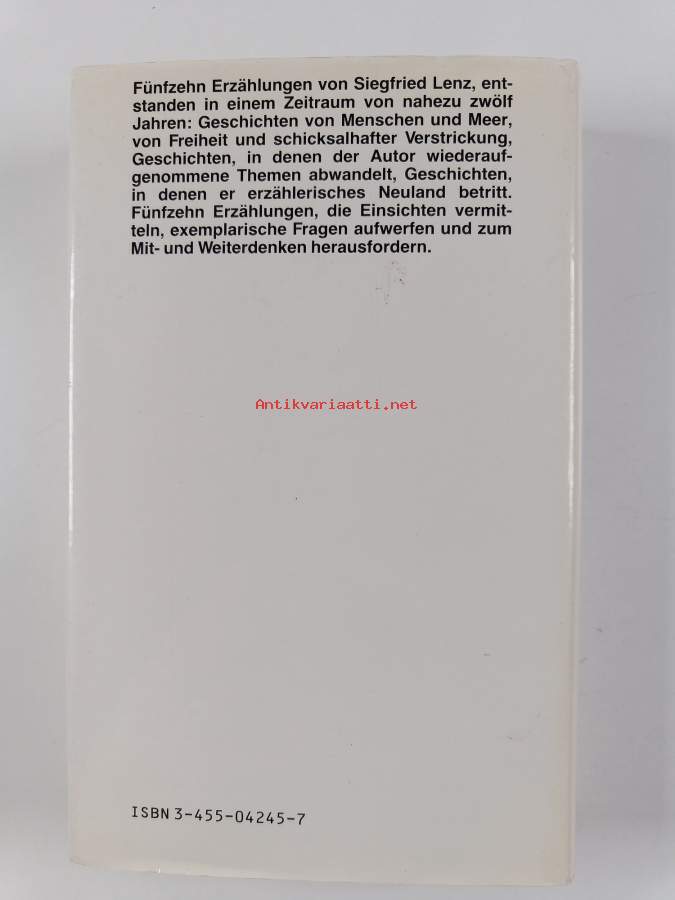 Fünfzehn Erzählungen von Siegfried Lenz, ent-
standen in einem Zeitraum von nahezu zwölf
Jahren: Geschichten von Menschen und Meer,
von Freiheit und schicksalhafter Verstrickung,
Geschichten, in denen der Autor wiederauf-
genommene Themen abwandelt, Geschichten,
in denen er erzählerisches Neuland betritt.
Fünfzehn Erzählungen, die Einsichten vermit-
teln, exemplarische Fragen aufwerfen und zum
Mit- und Weiterdenken herausfordern.
Antikvariaatti.net
ISBN 3-455-04245-7